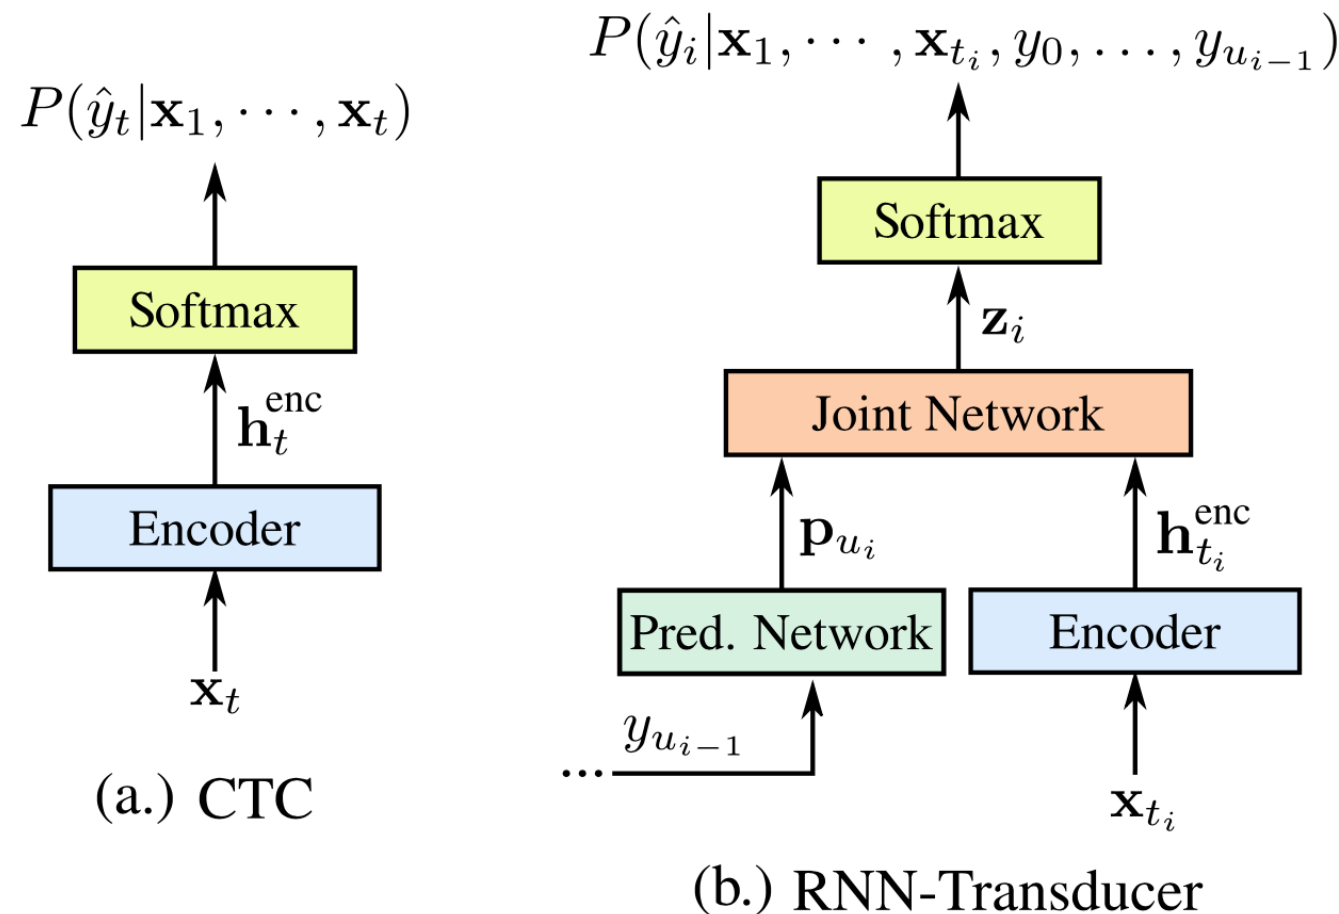 P(ŷ_t|x_1, ⋯, x_t)
Softmax
h_t^enc
Encoder
x_t
(a.) CTC
P(ŷ_i|x_1, ⋯, x_{t_i}, y_0, …, y_{u_{i−1}})
Softmax
z_i
Joint Network
p_{u_i} h_{t_i}^enc
Pred. Network Encoder
y_{u_{i−1}}
...
x_{t_i}
(b.) RNN-Transducer